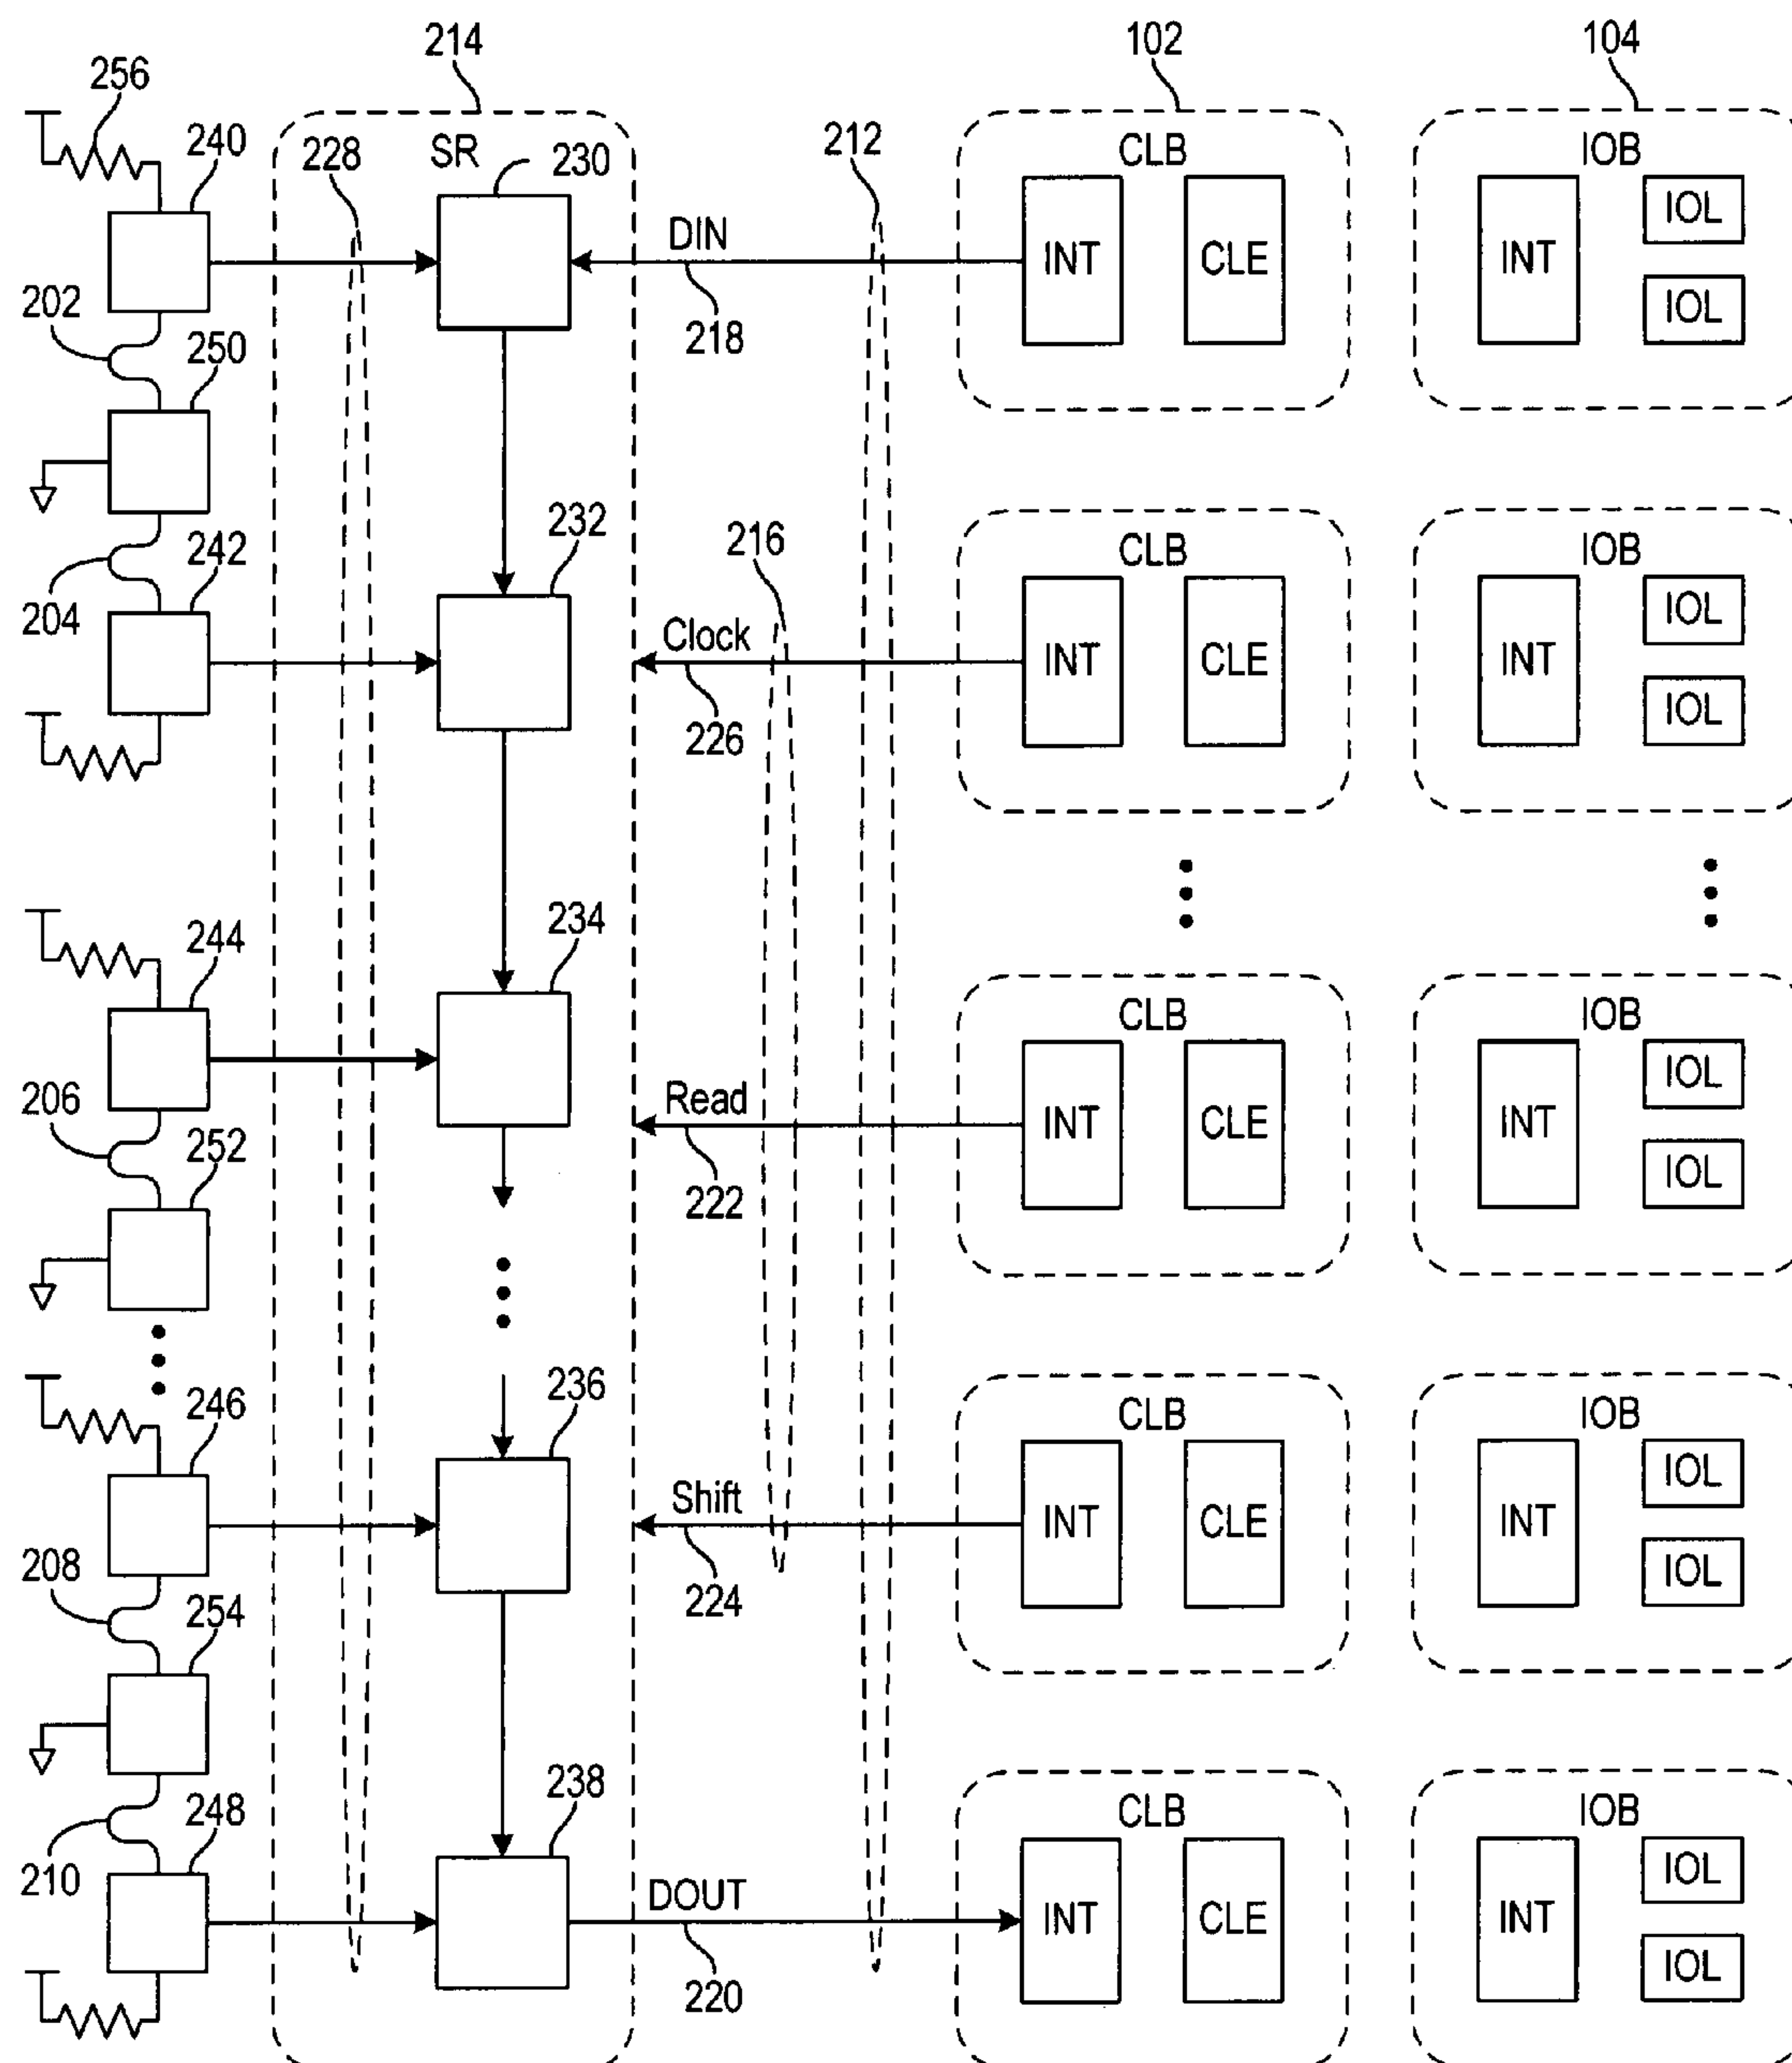 214
102
104
256
240
228
SR
230
212
CLB
IOB
DIN
INT
CLE
INT
IOL
IOL
218
202
250
232
216
CLB
IOB
242
204
Clock
INT
CLE
INT
IOL
IOL
226
244
234
CLB
IOB
206
252
Read
INT
CLE
INT
IOL
IOL
222
246
236
CLB
IOB
208
254
Shift
INT
CLE
INT
IOL
IOL
224
248
238
CLB
IOB
210
DOUT
INT
CLE
INT
IOL
IOL
220